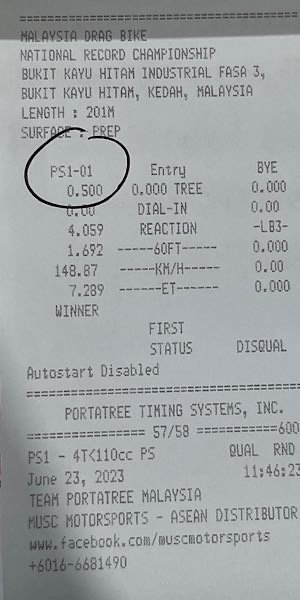 ================================
MALAYSIA DRAG BIKE
NATIONAL RECORD CHAMPIONSHIP
BUKIT KAYU HITAM INDUSTRIAL FASA 3,
BUKIT KAYU HITAM, KEDAH, MALAYSIA
LENGTH : 201M
SURFACE : PREP
PS1-01 Entry BYE
0.500 0.000 TREE 0.000
0.00 DIAL-IN 0.000
4.059 REACTION -LB3-
1.692 -----60FT----- 0.000
148.87 -----KM/H----- 0.00
7.289 ------ET----- 0.000
WINNER
FIRST
STATUS DISQUAL
Autostart Disabled
================================
PORTATREE TIMING SYSTEMS, INC.
=============== 57/58 ===========600
PS1 - 4T<110cc PS QUAL RND
June 23, 2023 11:46:23
TEAM PORTATREE MALAYSIA
MUSC MOTORSPORTS - ASEAN DISTRIBUTOR
www.facebook.com/muscmotorsports
+6016-6681490